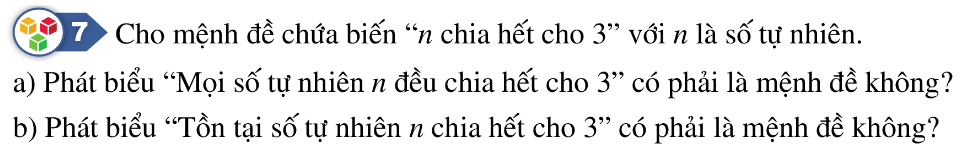 7 Cho mệnh đề chứa biến “n chia hết cho 3” với n là số tự nhiên.
a) Phát biểu “Mọi số tự nhiên n đều chia hết cho 3” có phải là mệnh đề không?
b) Phát biểu “Tồn tại số tự nhiên n chia hết cho 3” có phải là mệnh đề không?